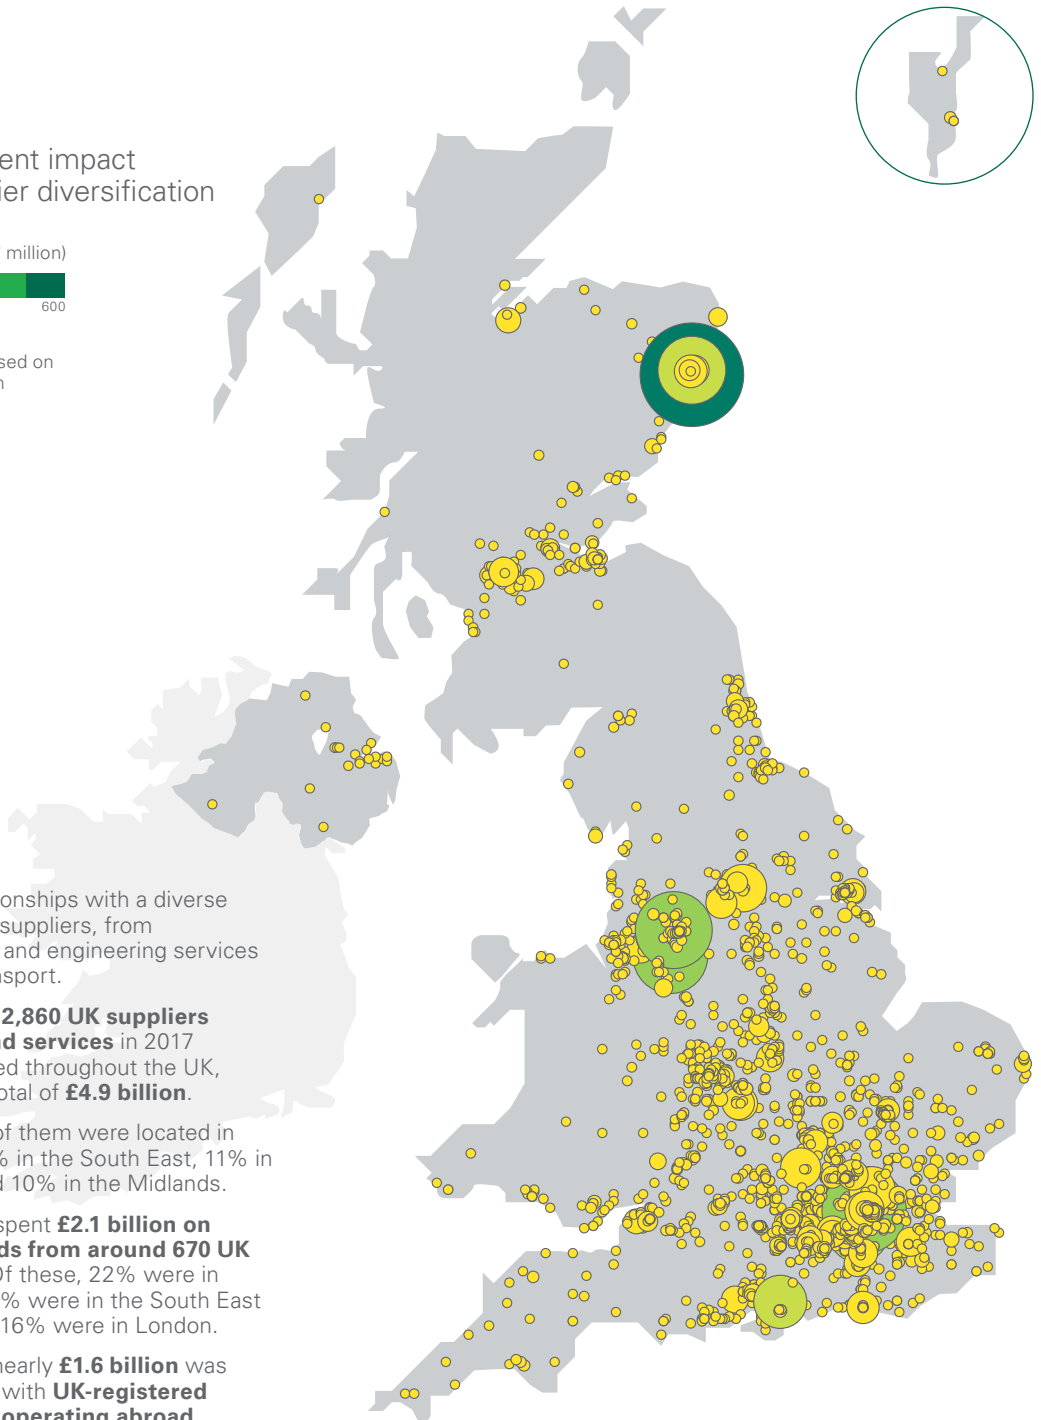 ent impact
ier diversification
million)
600
sed on
n
onships with a diverse
suppliers, from
and engineering services
nsport.
2,860 UK suppliers
nd services in 2017
ed throughout the UK,
otal of £4.9 billion.
of them were located in
% in the South East, 11% in
d 10% in the Midlands.
spent £2.1 billion on
ds from around 670 UK
Of these, 22% were in
% were in the South East
16% were in London.
nearly £1.6 billion was
with UK-registered
operating abroad